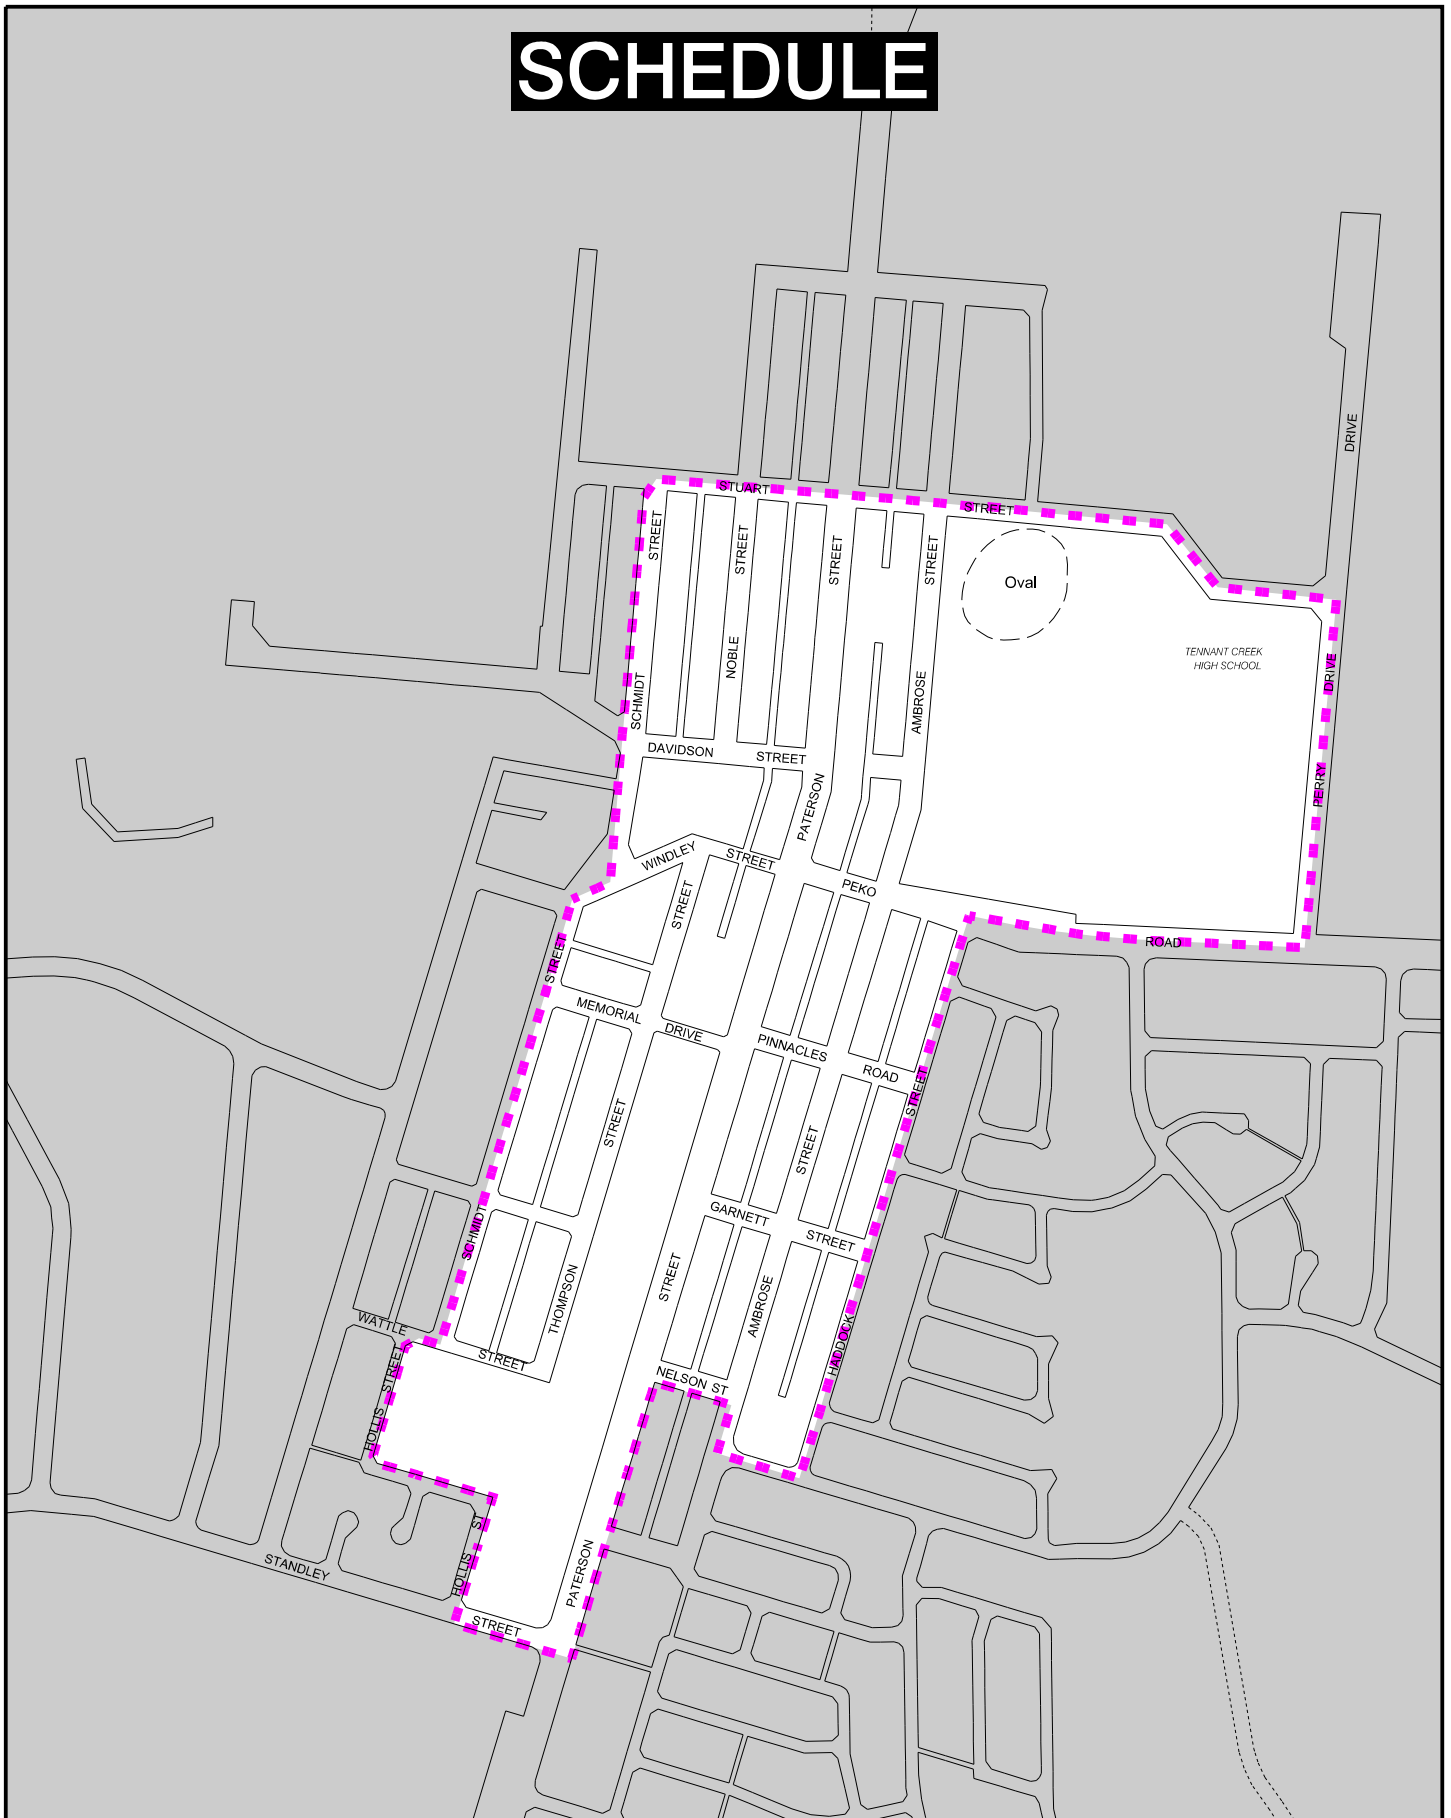 SCHEDULE
DRIVE
STUART
STREET
STREET
STREET
STREET
STREET
Oval
NOBLE
TENNANT CREEK
HIGH SCHOOL
DRIVE
SCHMIDT
AMBROSE
DAVIDSON
STREET
PERRY
PATERSON
WINDLEY
STREET
PEKO
STREET
ROAD
STREET
MEMORIAL
DRIVE
PINNACLES
ROAD
STREET
STREET
STREET
GARNETT
STREET
SCHMIDT
STREET
THOMPSON
AMBROSE
WATTLE
STREET
HADDOCK
STREET
NELSON ST
HOLLIS
ST
STANDLEY
HOLLIS
PATERSON
STREET
STREET